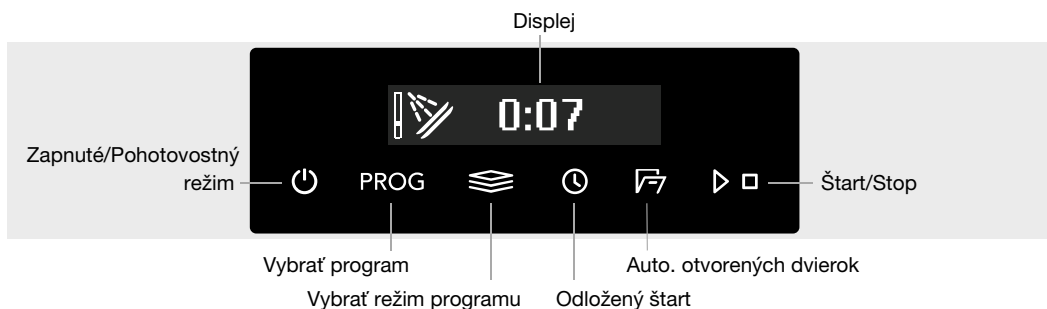 Displej
0:07
Zapnuté/Pohotovostný
režim
PROG
Štart/Stop
Vybrať program
Auto. otvorených dvierok
Vybrať režim programu
Odložený štart